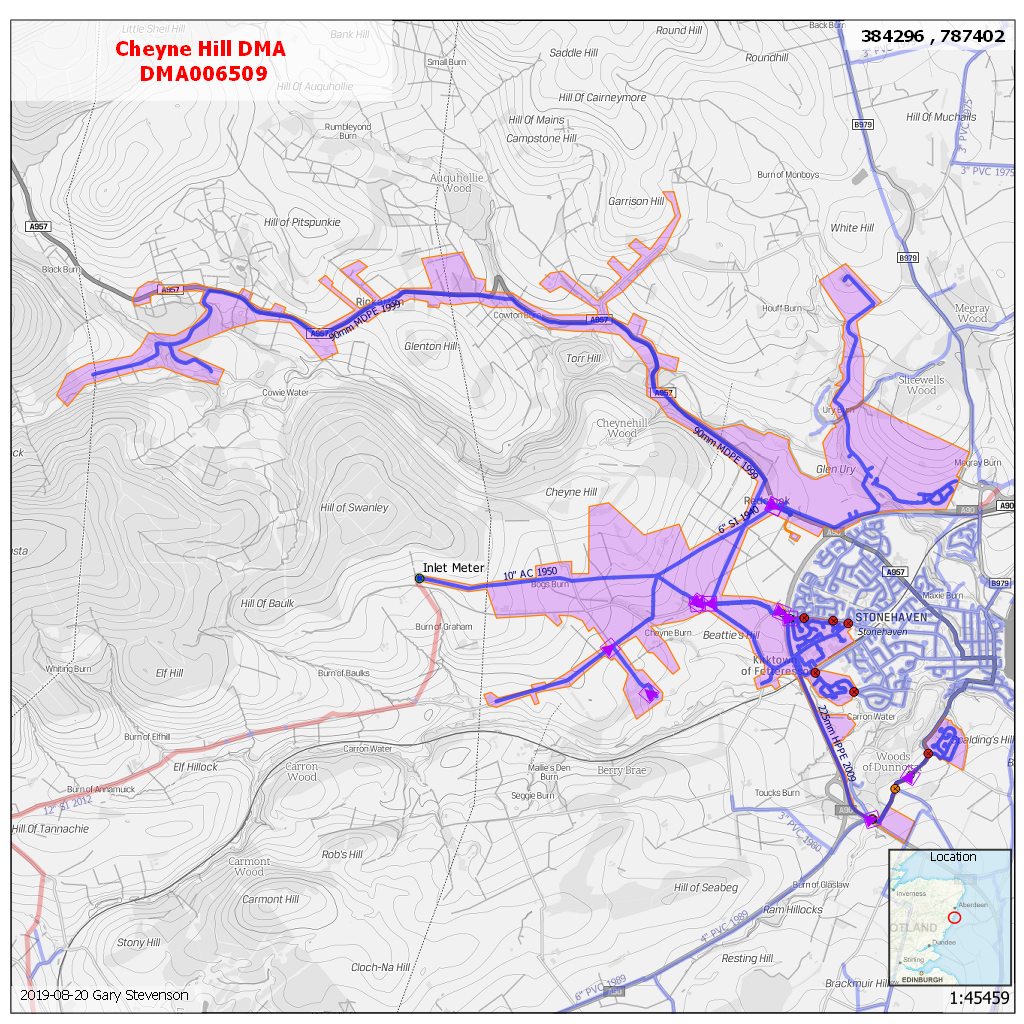 Little Sheil Hill
Bank Hill
Round Hill
Back Burn
384296 , 787402
Cheyne Hill DMA
DMA006509
Saddle Hill
Roundhill
Small Burn
Hill Of Auquhollie
Hill Of Cairneymore
3" PVC 1975
B979
Hill Of Muchalls
Rumbleyond
Burn
Hill Of Mains
Campstone Hill
3" PVC 1975
Auquhollie
Wood
Burn of Monboys
Garrison Hill
Hill of Pitspunkie
A957
White Hill
B979
Black Burn
A957
Rickarton
90mm MDPE 1999
A957
Cowton Burn
A957
Houff Burn
Megray
Wood
Glenton Hill
Torr Hill
Cowie Water
A957
Slicewells
Wood
Cheynehill
Wood
90mm MDPE 1999
Glen Ury
Megray Burn
Cheyne Hill
Hill of Swanley
6" SI 1940
A90
A90
Inlet Meter
10" AC 1950
Bogs Burn
A957
B979
Maxie Burn
Hill Of Baulk
Burn of Graham
Cheyne Burn
Beattie's Hill
STONEHAVEN
Stonehaven
Kirktown
of Fetteresso
Whiting Burn
Elf Hill
Burn of Baulks
Carron Water
225mm HPPE 2009
Burn of Elfhill
Carron Water
Woods
of Dunnottar
Elf Hillock
Carron
Wood
Mallie's Den
Burn
Berry Brae
Burn of Annamuick
12" SI 2012
Seggie Burn
Toucks Burn
3" PVC 1980
Hill Of Tannachie
Rob's Hill
Carmont
Wood
Carmont Hill
Hill of Seabeg
Burn of Glaslaw
Ram Hillocks
4" PVC 1989
Stony Hill
Cloch-Na Hill
Resting Hill
6" PVC 1989
Brackmuir Hill
Location
Inverness
Aberdeen
OTLAND
Dundee
Stirling
EDINBURGH
2019-08-20 Gary Stevenson
1:45459